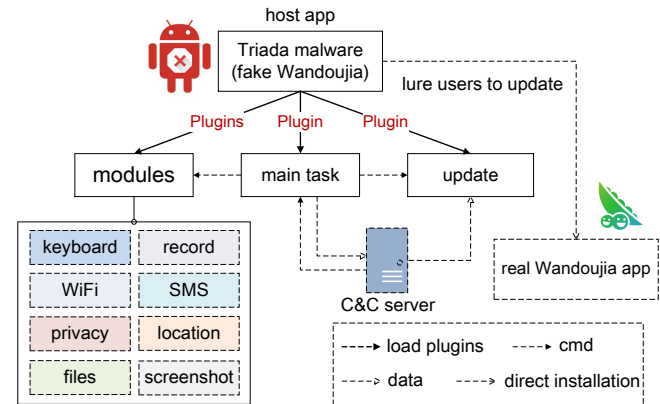 host app
Triada malware
(fake Wandoujia)
lure users to update
Plugins
Plugin
Plugin
modules
main task
update
keyboard
record
WiFi
SMS
privacy
location
files
screenshot
C&C server
real Wandoujia app
load plugins
cmd
data
direct installation